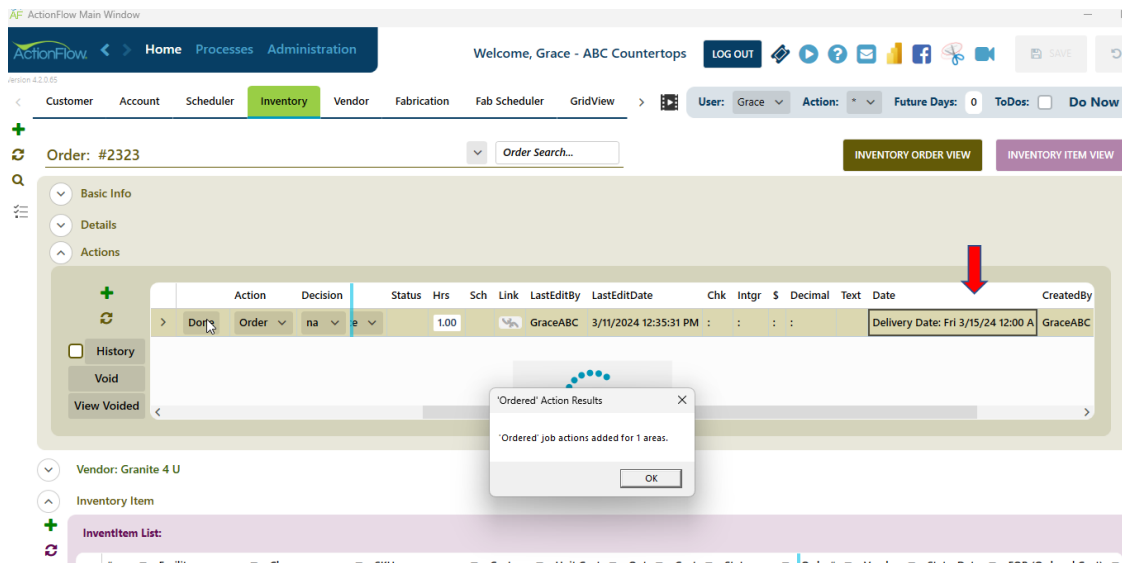 AF ActionFlow Main Window
ActionFlow Home Processes Administration Welcome, Grace - ABC Countertops LOG OUT SAVE
version 4.2.0.65
Customer Account Scheduler Inventory Vendor Fabrication Fab Scheduler GridView User: Grace Action: * Future Days: 0 ToDos: Do Now
Order: #2323 Order Search... INVENTORY ORDER VIEW INVENTORY ITEM VIEW
Basic Info
Details
Actions
Action Decision Status Hrs Sch Link LastEditBy LastEditDate Chk Intgr $ Decimal Text Date CreatedBy
Done Order na e 1.00 GraceABC 3/11/2024 12:35:31 PM : : : : Delivery Date: Fri 3/15/24 12:00 A GraceABC
History
Void
View Voided
'Ordered' Action Results
'Ordered' job actions added for 1 areas.
OK
Vendor: Granite 4 U
Inventory Item
InventItem List: